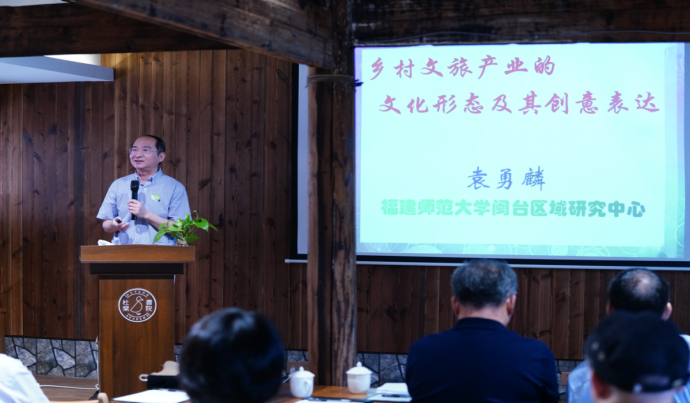 乡村文旅产业的
文化形态及其创意表达
袁勇麟
福建师范大学闽台区域研究中心